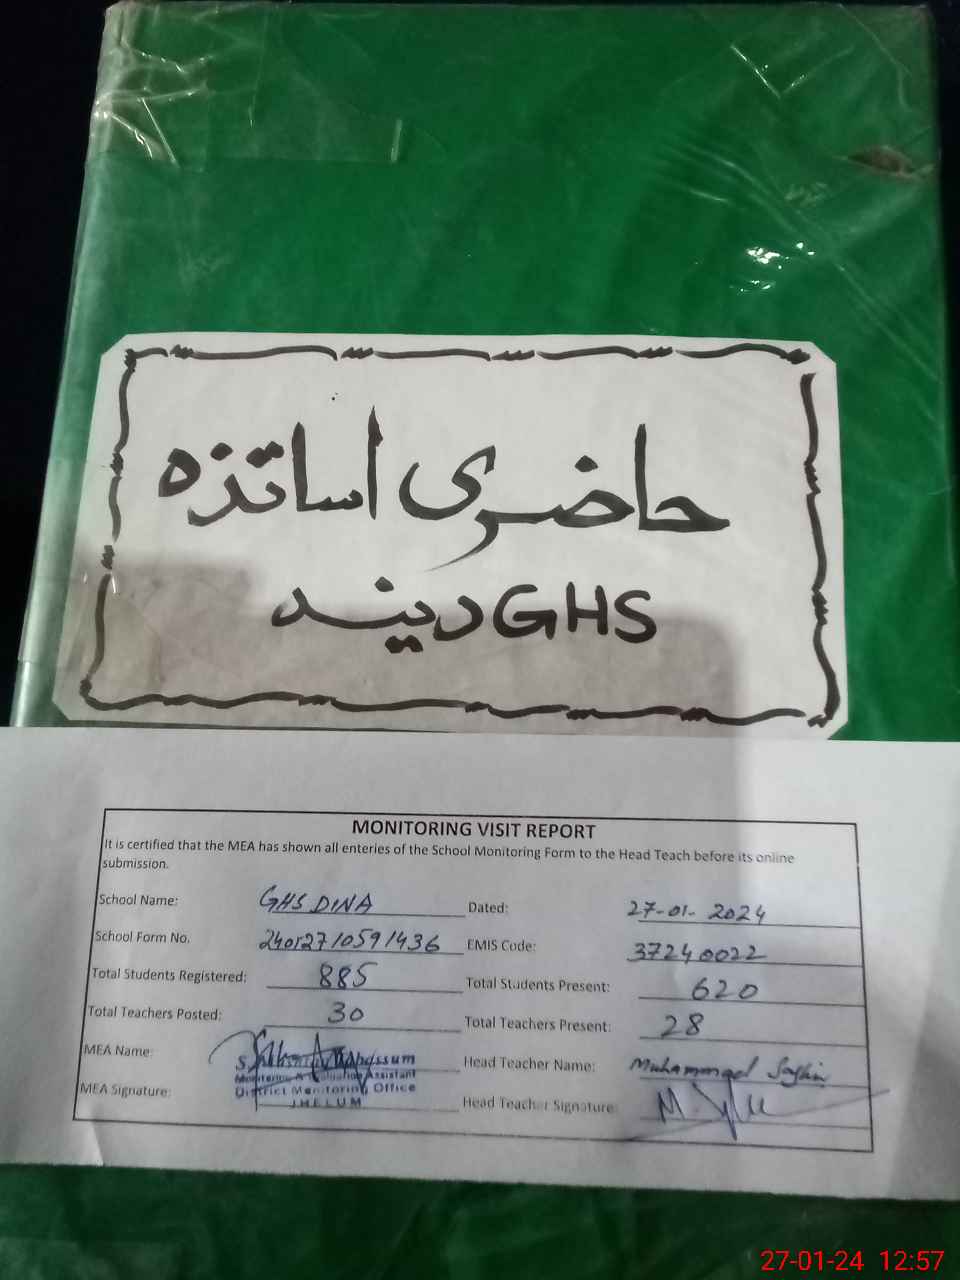 حاضری اساتذہ
GHS دینہ
MONITORING VISIT REPORT
It is certified that the MEA has shown all enteries of the School Monitoring Form to the Head Teach before its online
submission.
School Name: GHS DINA Dated: 27-01-2024
School Form No. EMIS Code: 37240022
Total Students Registered: 885 Total Students Present: 620
Total Teachers Posted: 30 Total Teachers Present: 28
MEA Name: Head Teacher Name: Muhammad
Monitoring & Evaluation Assistant
MEA Signature: District Monitoring Office Head Teacher Signature:
JHELUM
27-01-24 12:57